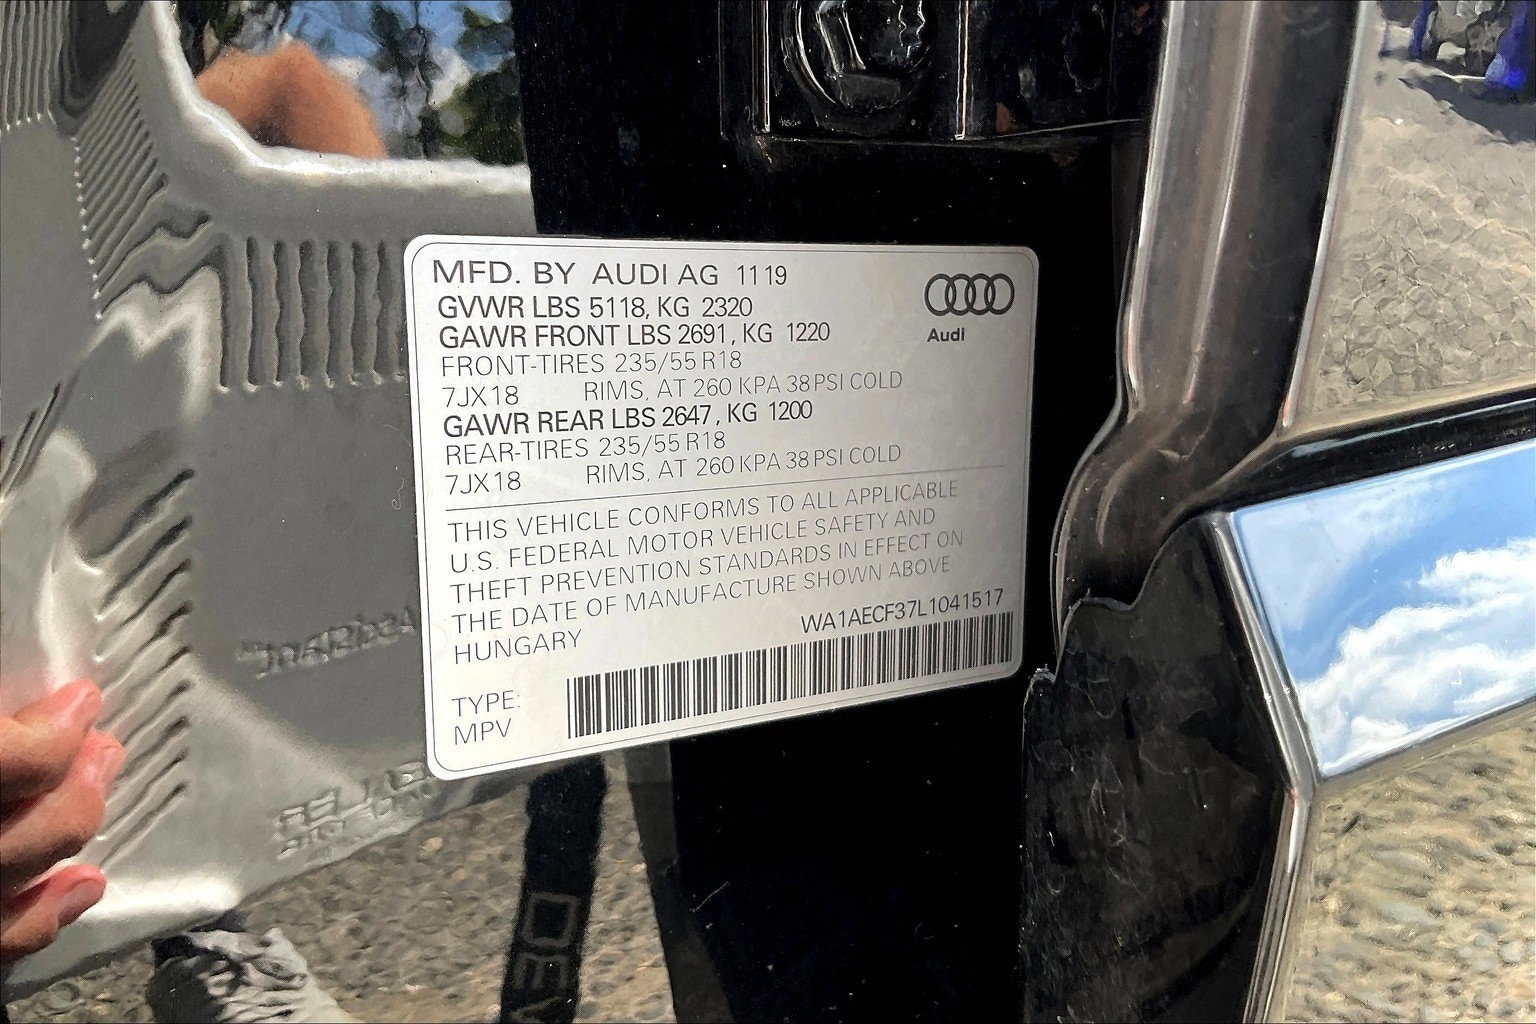 MFD. BY AUDI AG 11 19
GVWR LBS 5118, KG 2320
GAWR FRONT LBS 2691, KG 1220
FRONT-TIRES 235/55 R18
7JX18 RIMS, AT 260 KPA 38 PSI COLD
GAWR REAR LBS 2647, KG 1200
REAR-TIRES 235/55 R18
7JX18 RIMS, AT 260 KPA 38 PSI COLD
Audi
THIS VEHICLE CONFORMS TO ALL APPLICABLE
U.S. FEDERAL MOTOR VEHICLE SAFETY AND
THEFT PREVENTION STANDARDS IN EFFECT ON
THE DATE OF MANUFACTURE SHOWN ABOVE
HUNGARY
WA1AECF37L1041517
TYPE:
MPV